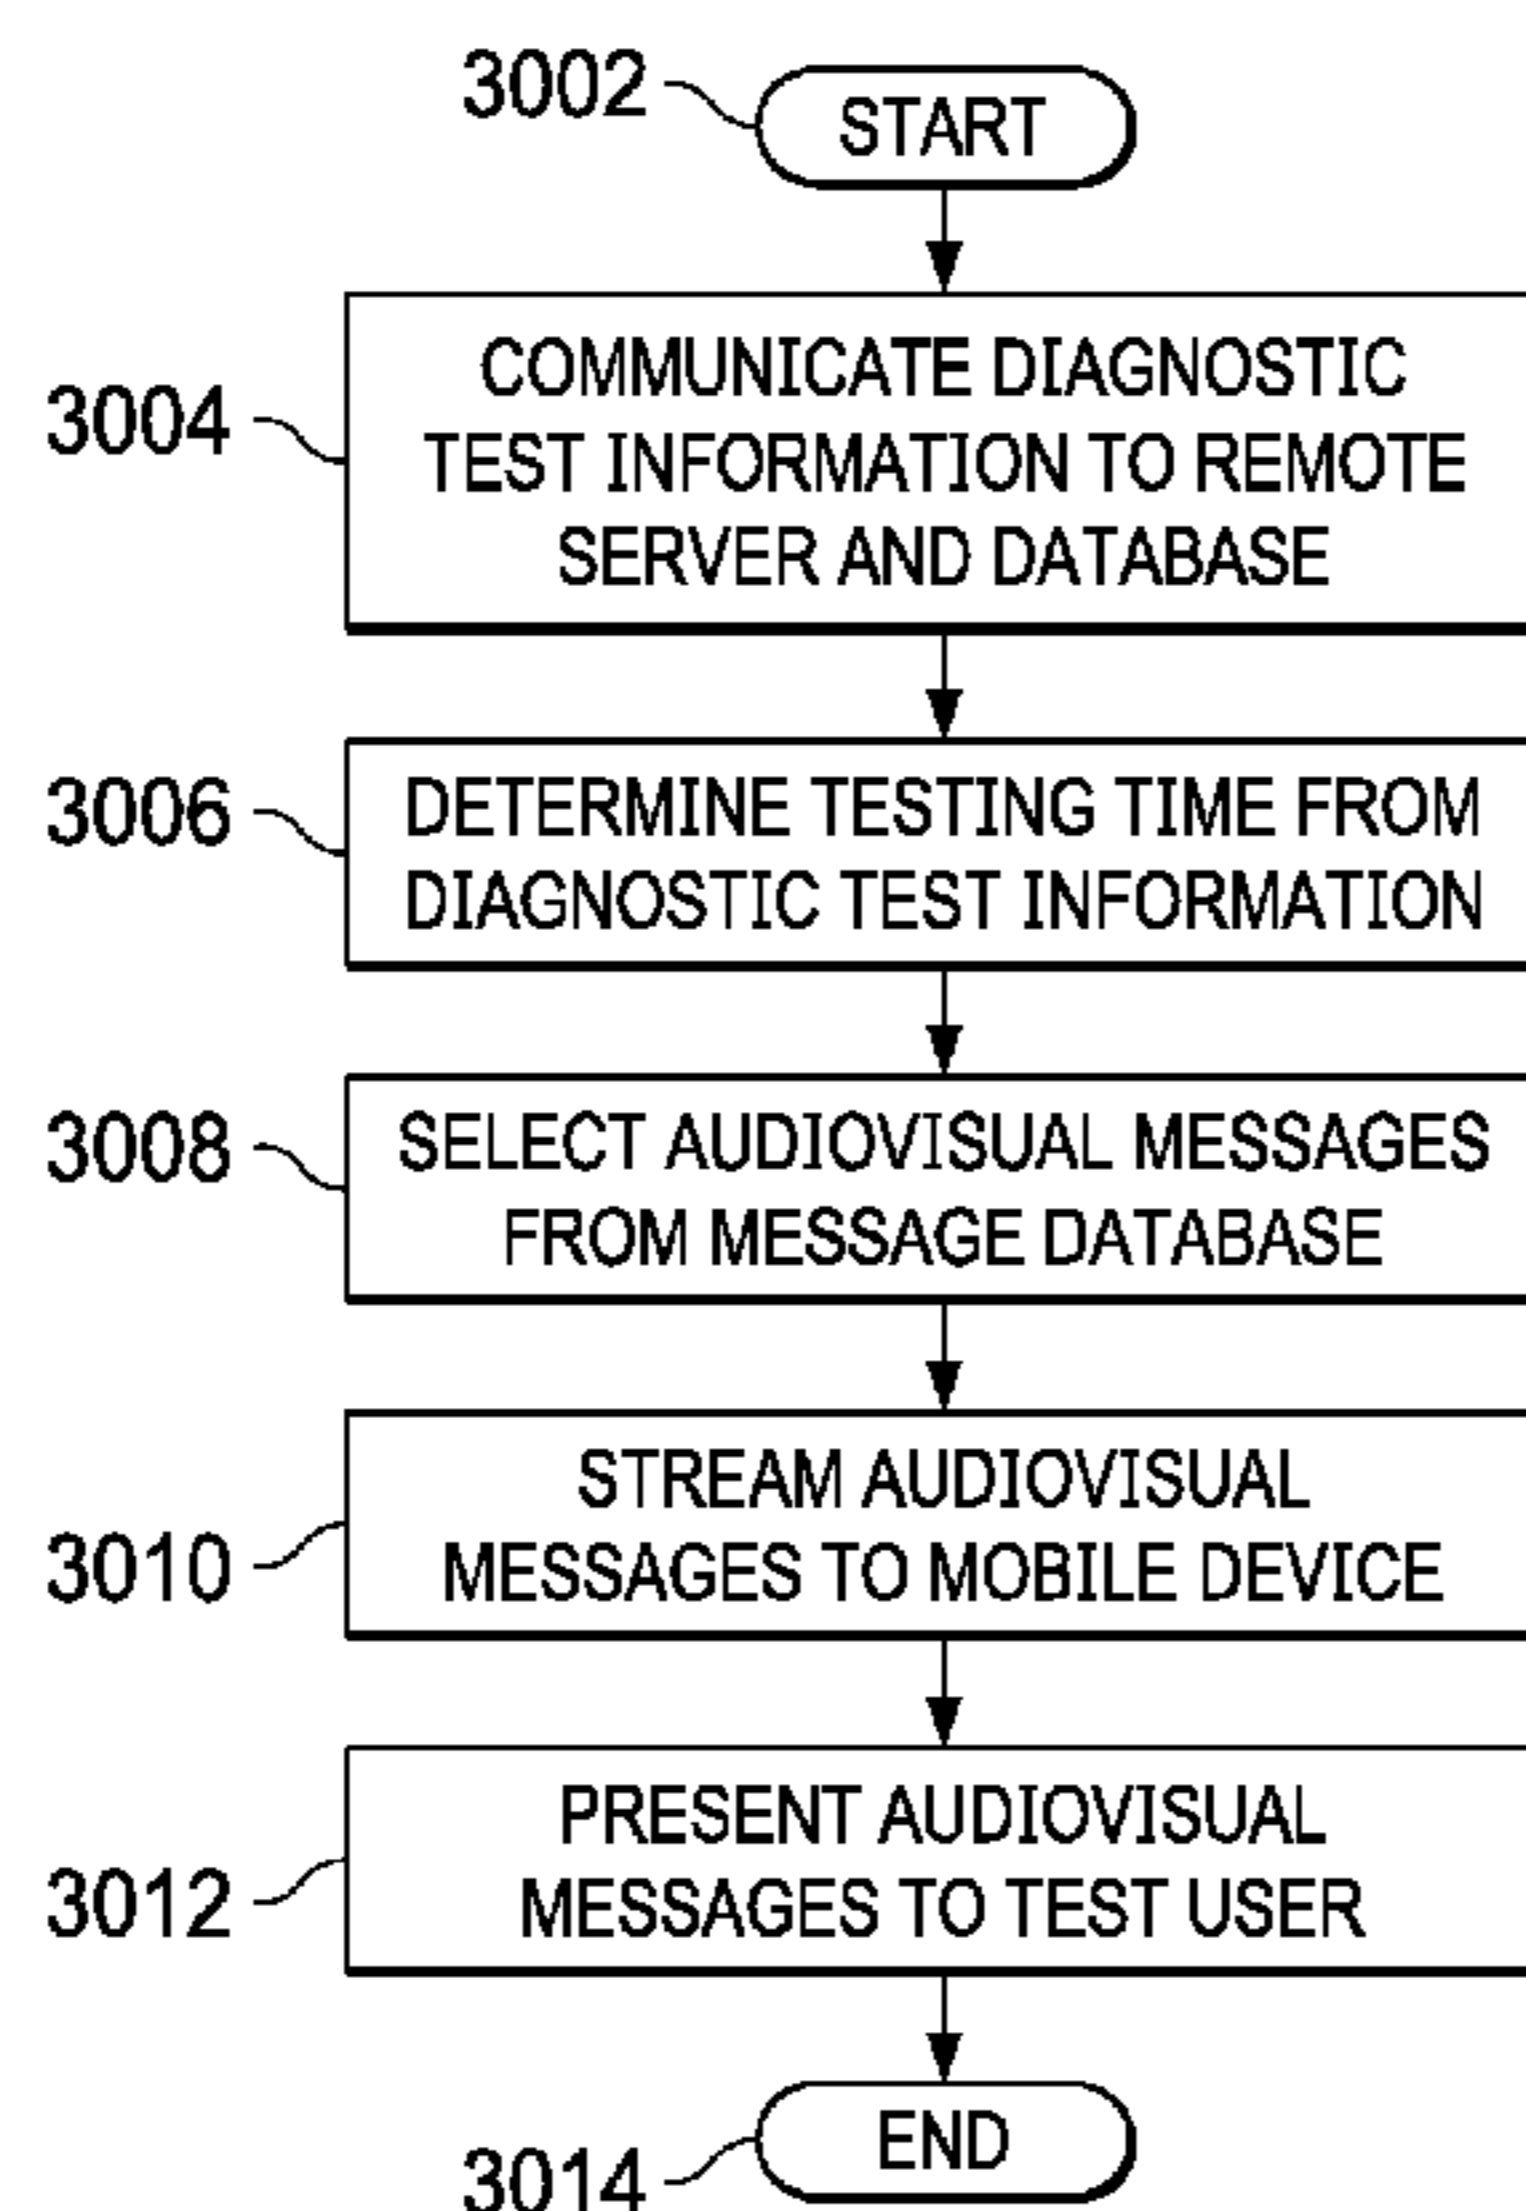 3002
START
3004
COMMUNICATE DIAGNOSTIC
TEST INFORMATION TO REMOTE
SERVER AND DATABASE
3006
DETERMINE TESTING TIME FROM
DIAGNOSTIC TEST INFORMATION
3008
SELECT AUDIOVISUAL MESSAGES
FROM MESSAGE DATABASE
3010
STREAM AUDIOVISUAL
MESSAGES TO MOBILE DEVICE
3012
PRESENT AUDIOVISUAL
MESSAGES TO TEST USER
3014
END